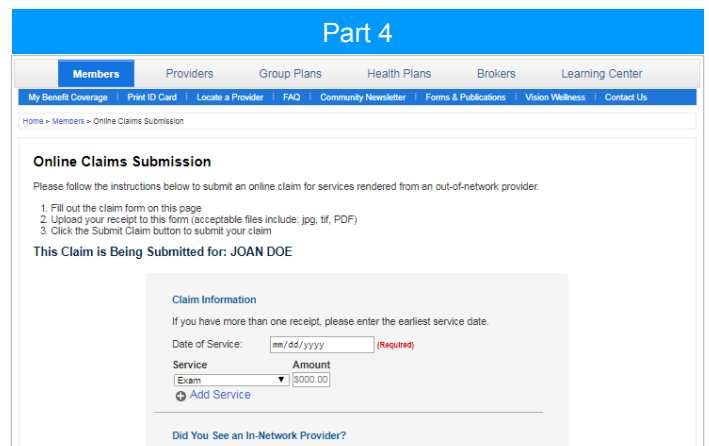 Part 4
Members Providers Group Plans Health Plans Brokers Learning Center
My Benefit Coverage | Print ID Card | Locate a Provider | FAQ | Community Newsletter | Forms & Publications | Vision Wellness | Contact Us
Home > Members > Online Claims Submission
Online Claims Submission
Please follow the instructions below to submit an online claim for services rendered from an out-of-network provider.
1. Fill out the claim form on this page
2. Upload your receipt to this form (acceptable files include: jpg, tif, PDF)
3. Click the Submit Claim button to submit your claim
This Claim is Being Submitted for: JOAN DOE
Claim Information
If you have more than one receipt, please enter the earliest service date.
Date of Service: mm/dd/yyyy (Required)
Service Amount
Exam $000.00
Add Service
Did You See an In-Network Provider?